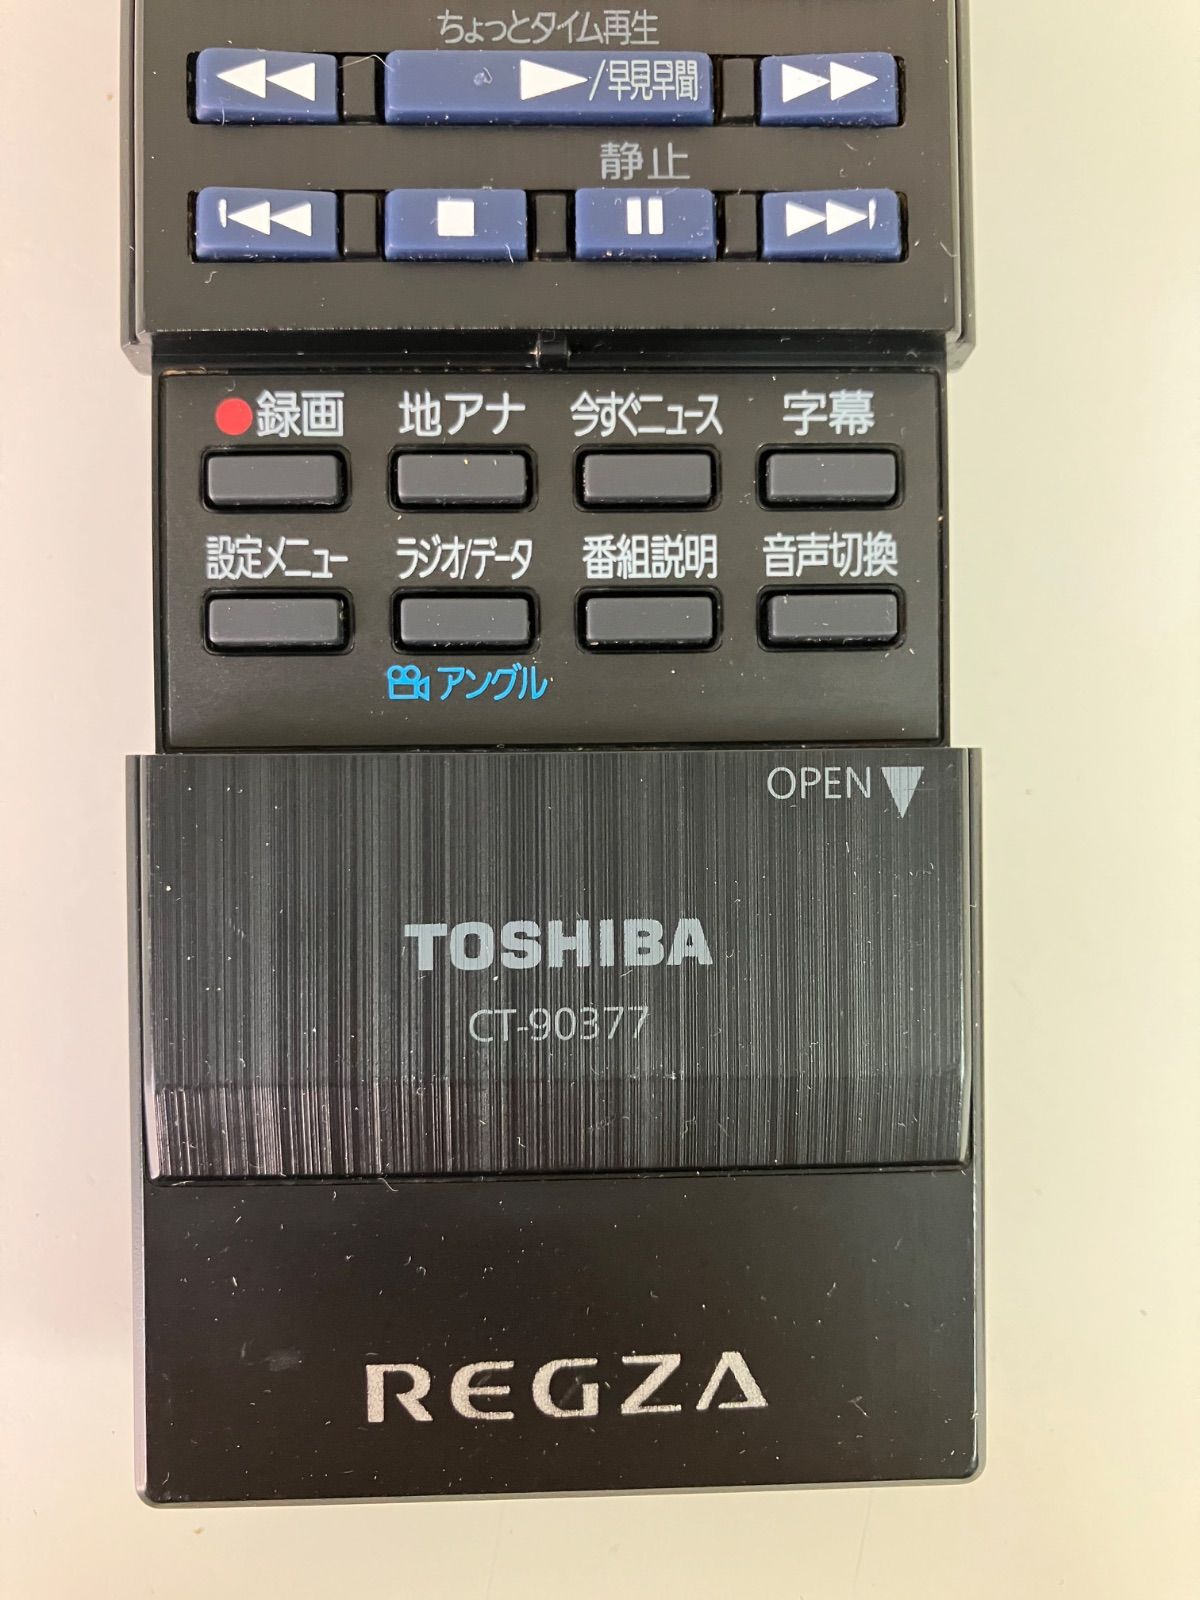 ちょっとタイム再生
/早見早聞
静止
録画 地アナ 今すぐニュース 字幕
設定メニュー ラジオ/データ 番組説明 音声切換
アングル
OPEN
TOSHIBA
CT-90377
REGZA